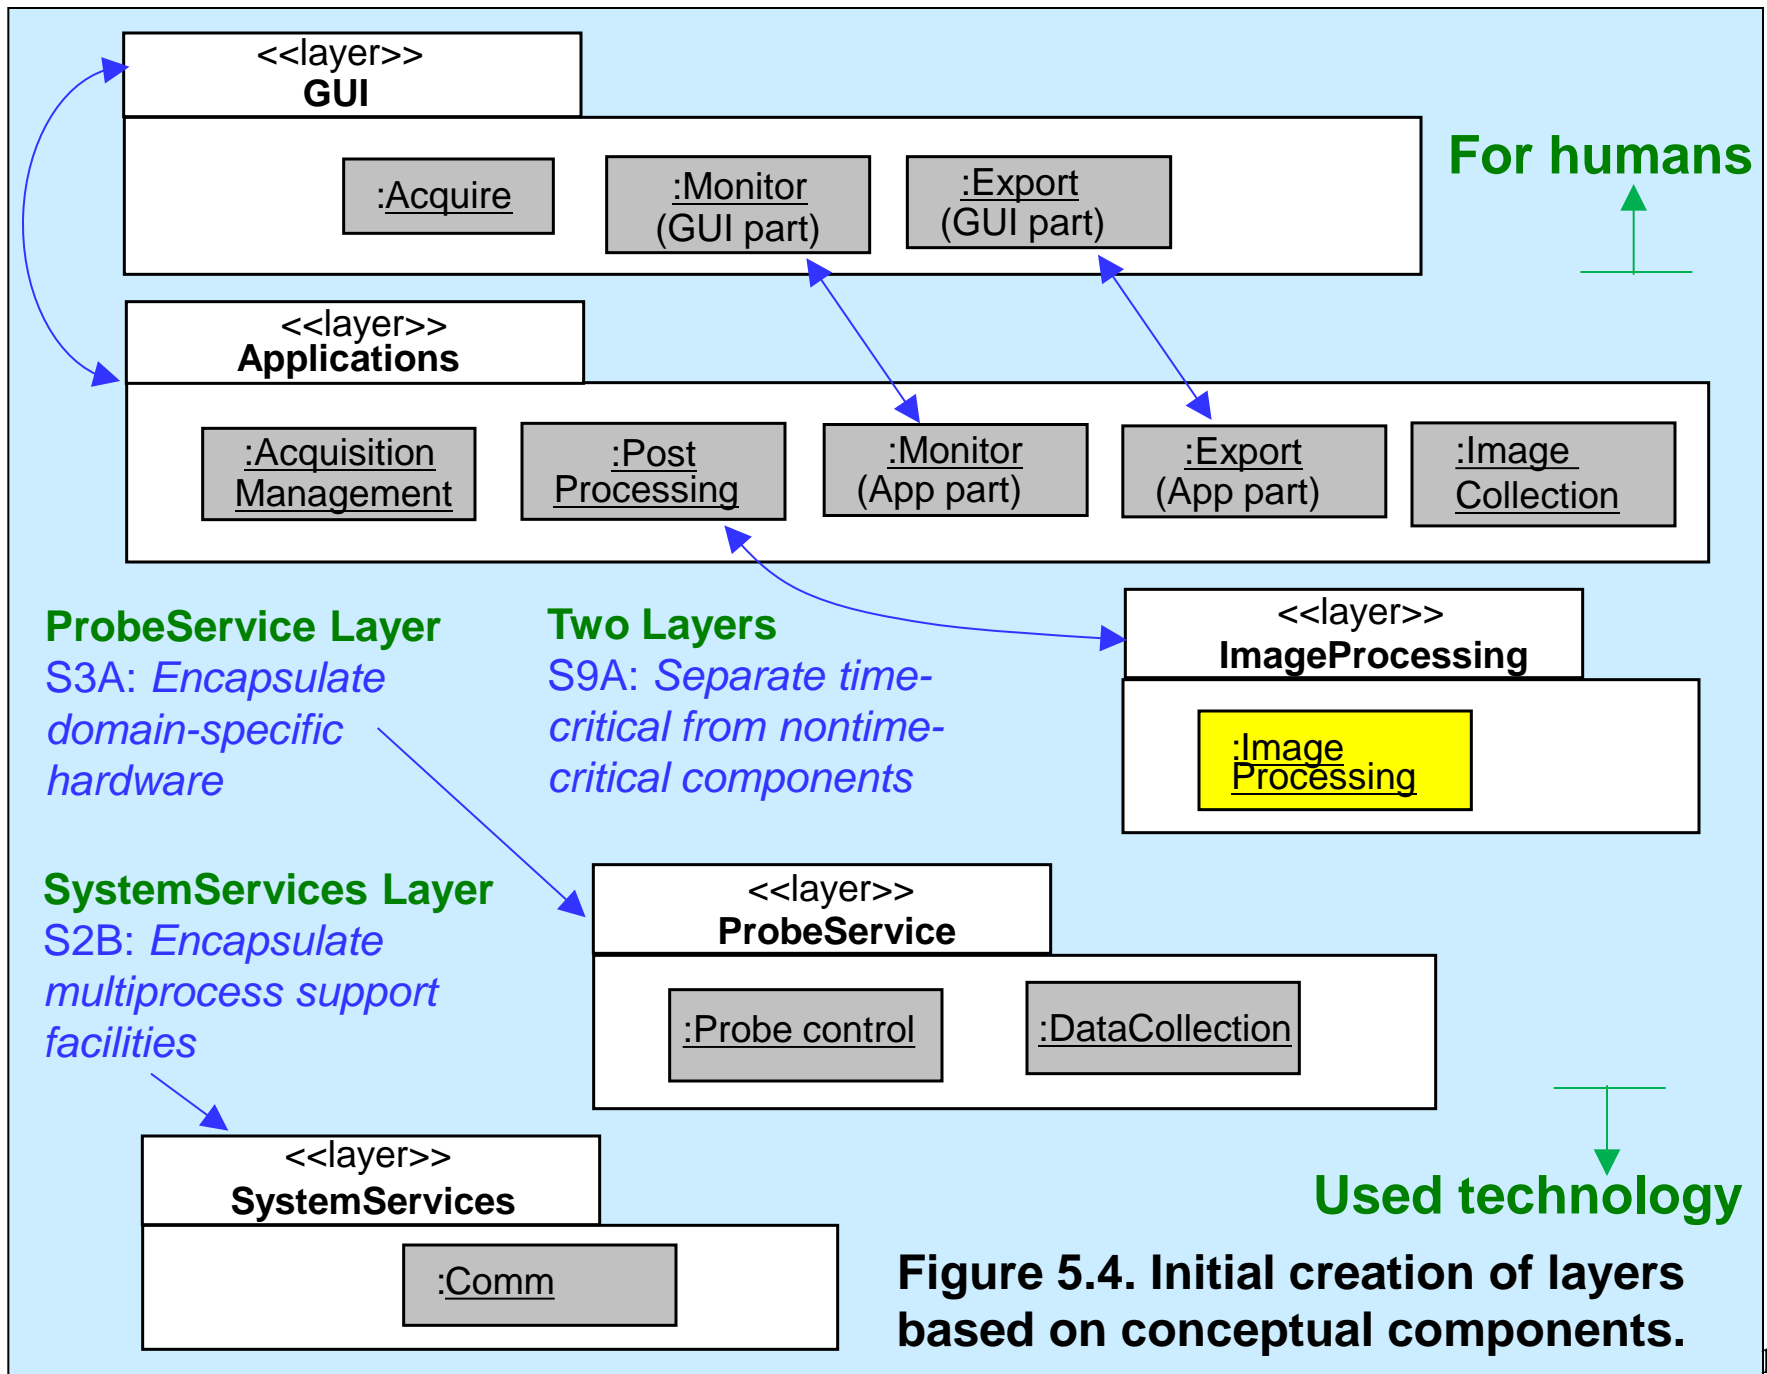 <<layer>>
GUI
:Acquire
:Monitor
(GUI part)
:Export
(GUI part)
For humans
<<layer>>
Applications
:Acquisition
Management
:Post
Processing
:Monitor
(App part)
:Export
(App part)
:Image
Collection
ProbeService Layer
S3A: Encapsulate
domain-specific
hardware
Two Layers
S9A: Separate time-
critical from nontime-
critical components
<<layer>>
ImageProcessing
:Image
Processing
SystemServices Layer
S2B: Encapsulate
multiprocess support
facilities
<<layer>>
ProbeService
:Probe control
:DataCollection
<<layer>>
SystemServices
:Comm
Used technology
Figure 5.4. Initial creation of layers
based on conceptual components.